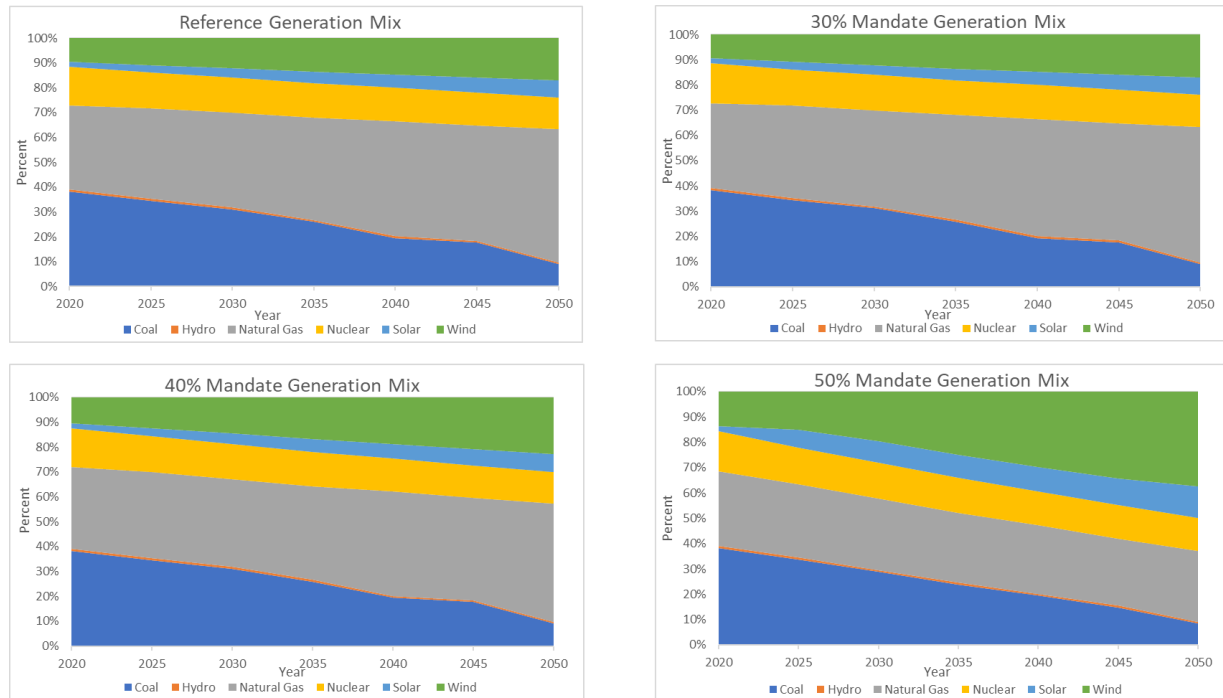 Reference Generation Mix
100%
90%
80%
70%
60%
50%
40%
30%
20%
10%
0%
Percent
2020 2025 2030 2035 2040 2045 2050
Year
Coal Hydro Natural Gas Nuclear Solar Wind
30% Mandate Generation Mix
100%
90%
80%
70%
60%
50%
40%
30%
20%
10%
0%
Percent
2020 2025 2030 2035 2040 2045 2050
Year
Coal Hydro Natural Gas Nuclear Solar Wind
40% Mandate Generation Mix
100%
90%
80%
70%
60%
50%
40%
30%
20%
10%
0%
Percent
2020 2025 2030 2035 2040 2045 2050
Year
Coal Hydro Natural Gas Nuclear Solar Wind
50% Mandate Generation Mix
100%
90%
80%
70%
60%
50%
40%
30%
20%
10%
0%
Percent
2020 2025 2030 2035 2040 2045 2050
Year
Coal Hydro Natural Gas Nuclear Solar Wind